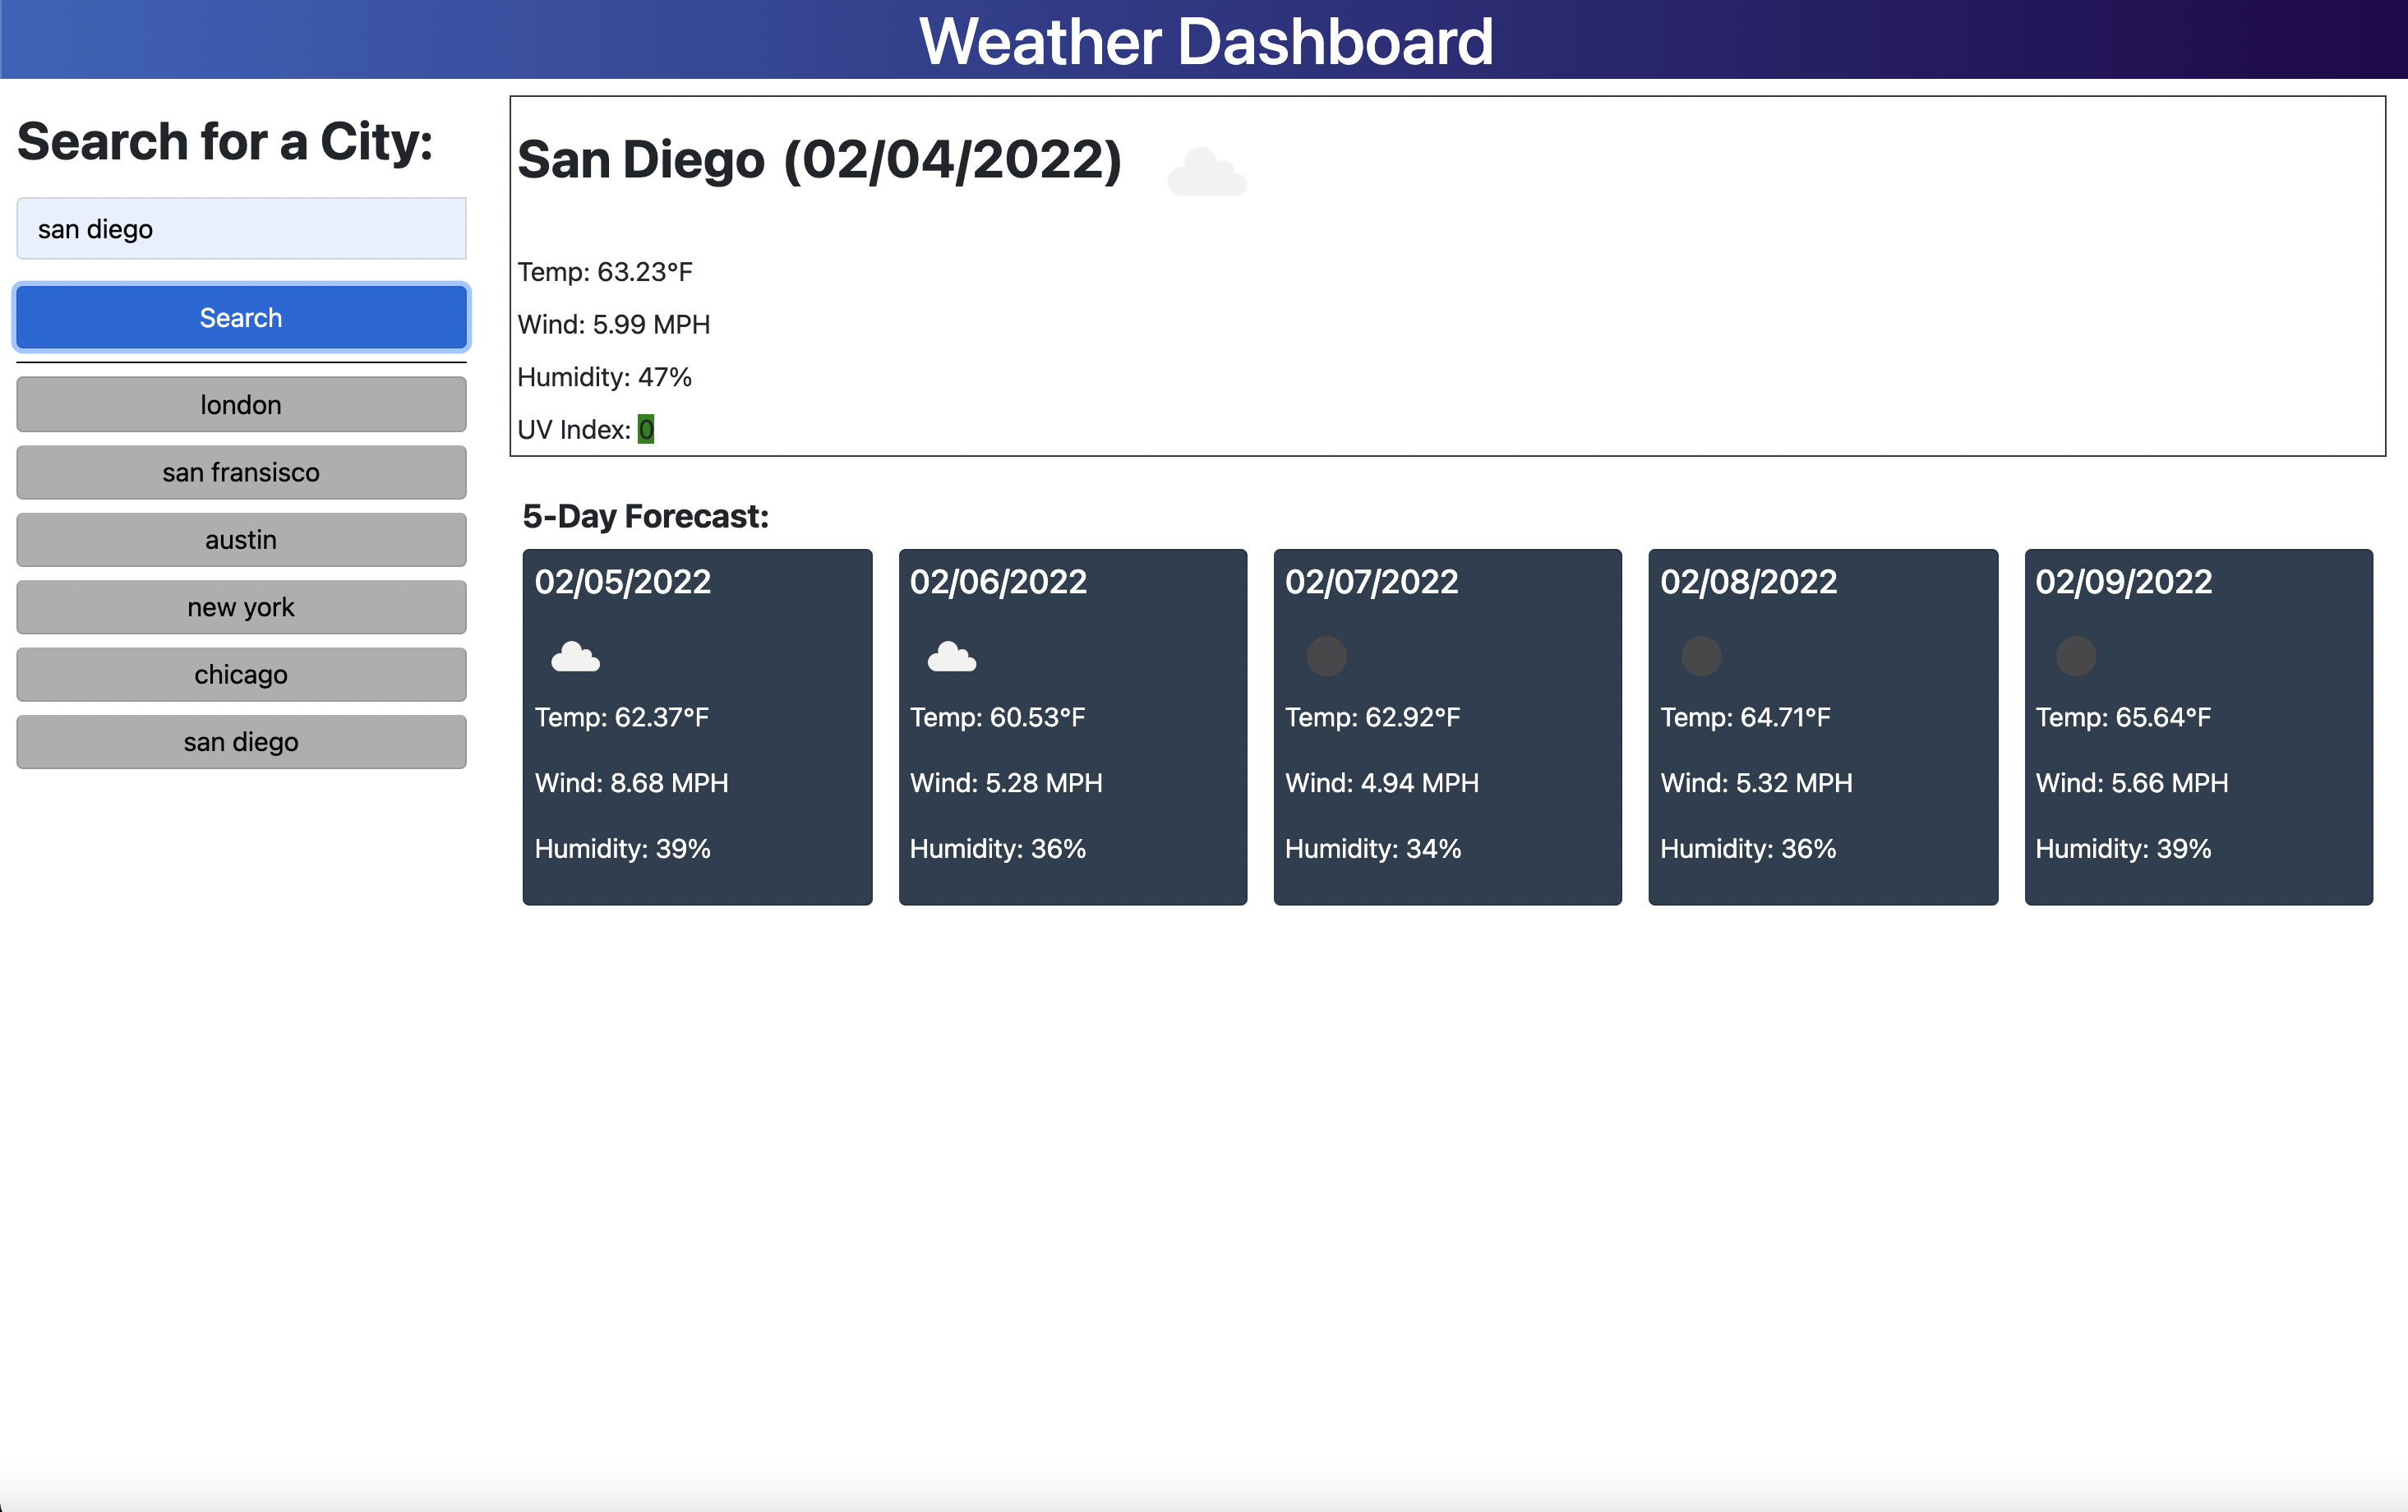 Weather Dashboard
Search for a City:
san diego
Search
london
san fransisco
austin
new york
chicago
san diego
San Diego (02/04/2022)
Temp: 63.23°F
Wind: 5.99 MPH
Humidity: 47%
UV Index: 0
5-Day Forecast:
02/05/2022
Temp: 62.37°F
Wind: 8.68 MPH
Humidity: 39%
02/06/2022
Temp: 60.53°F
Wind: 5.28 MPH
Humidity: 36%
02/07/2022
Temp: 62.92°F
Wind: 4.94 MPH
Humidity: 34%
02/08/2022
Temp: 64.71°F
Wind: 5.32 MPH
Humidity: 36%
02/09/2022
Temp: 65.64°F
Wind: 5.66 MPH
Humidity: 39%